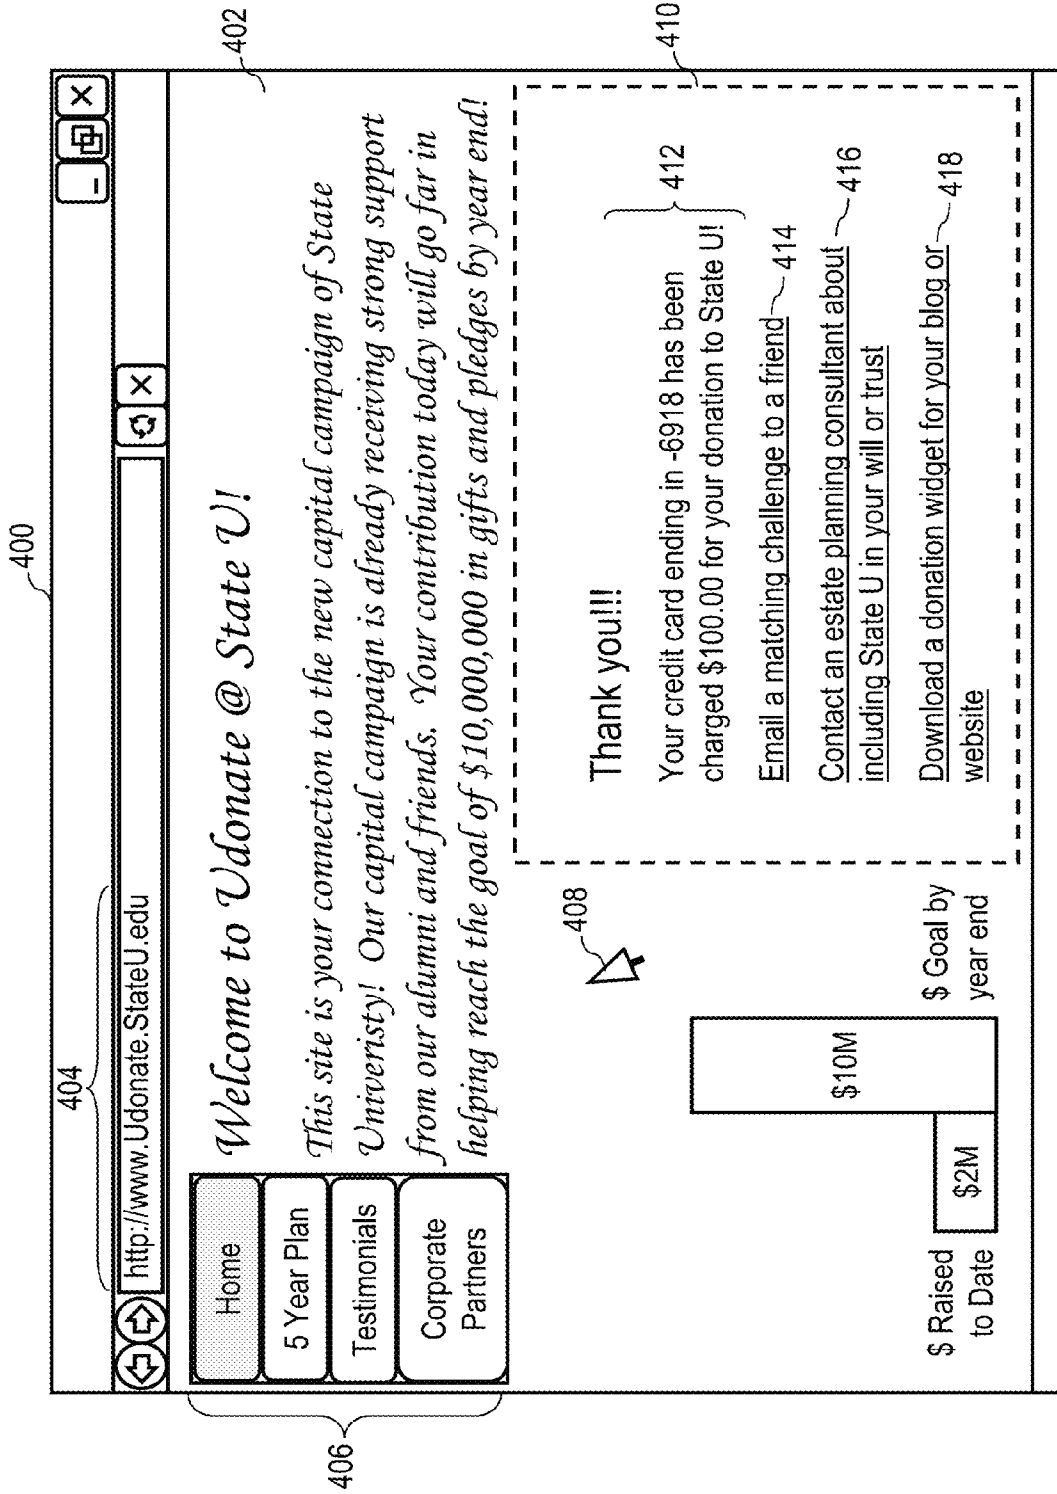 400
404
http://www.Udonate.StateU.edu
402
406
Home
5 Year Plan
Testimonials
Corporate
Partners
Welcome to Udonate @ State U!
This site is your connection to the new capital campaign of State
Univeristy! Our capital campaign is already receiving strong support
from our alumni and friends. Your contribution today will go far in
helping reach the goal of $10,000,000 in gifts and pledges by year end!
408
410
Thank you!!!
Your credit card ending in -6918 has been
charged $100.00 for your donation to State U!
412
Email a matching challenge to a friend
414
Contact an estate planning consultant about
including State U in your will or trust
416
Download a donation widget for your blog or
website
418
$ Raised
to Date
$2M
$10M
$ Goal by
year end